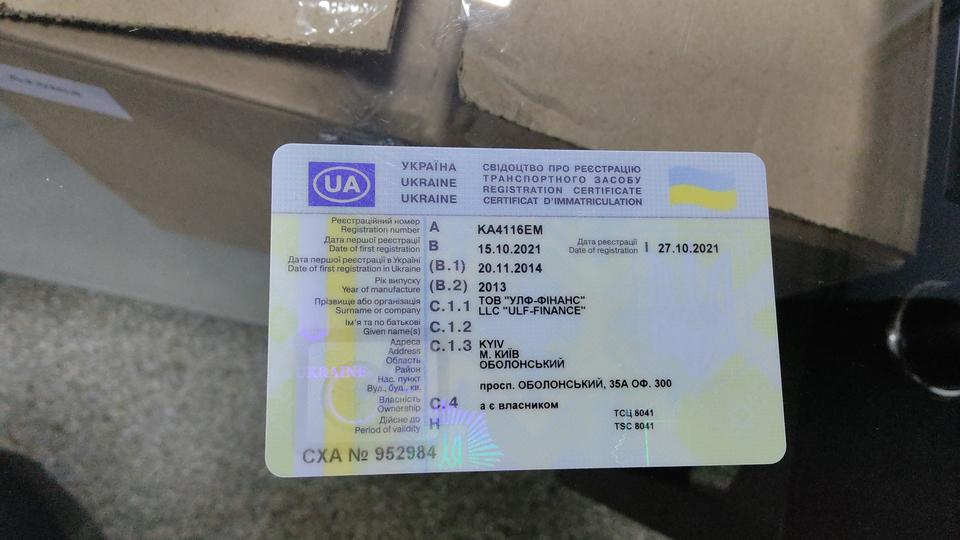 UA
УКРАЇНА
UKRAINE
UKRAINE
СВІДОЦТВО ПРО РЕЄСТРАЦІЮ
ТРАНСПОРТНОГО ЗАСОБУ
REGISTRATION CERTIFICATE
CERTIFICAT D'IMMATRICULATION
Реєстраційний номер
Registration number
A KA4116EM
Дата першої реєстрації
Date of first registration
B 15.10.2021
Дата реєстрації
Date of registration
I 27.10.2021
Дата першої реєстрації в Україні
Date of first registration in Ukraine
(B.1) 20.11.2014
Рік випуску
Year of manufacture
(B.2) 2013
Прізвище або організація
Surname or company
C.1.1 ТОВ "УЛФ-ФІНАНС"
LLC "ULF-FINANCE"
Ім'я та по батькові
Given name(s)
C.1.2
Адреса
Address
Область
Район
Нас. пункт
Вул., буд., кв.
C.1.3 KYIV
М. КИЇВ
ОБОЛОНСЬКИЙ
просп. ОБОЛОНСЬКИЙ, 35А ОФ. 300
Власність
Ownership
C.4 а є власником
Дійсне до
Period of validity
H
ТСЦ 8041
TSC 8041
UKRAINE
СХА № 952984